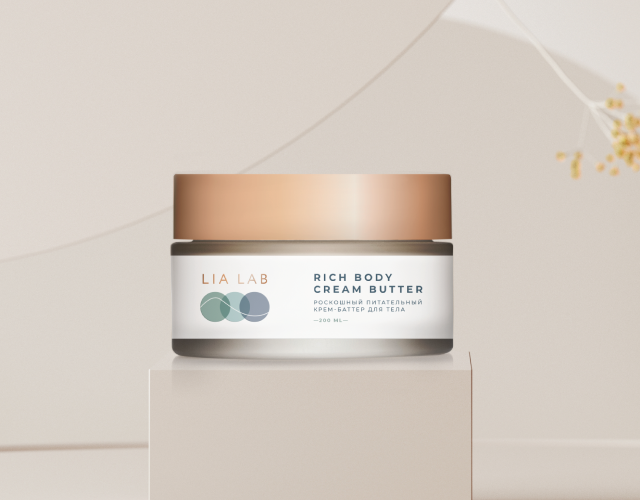 LIA LAB
RICH BODY
CREAM BUTTER
РОСКОШНЫЙ ПИТАТЕЛЬНЫЙ
КРЕМ-БАТТЕР ДЛЯ ТЕЛА
—200 ML—